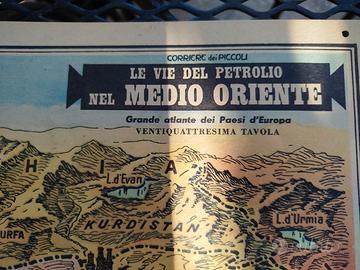 CORRIERE dei PICCOLI
LE VIE DEL PETROLIO
NEL MEDIO ORIENTE
Grande atlante dei Paesi d'Europa
VENTIQUATTRESIMA TAVOLA
H I A
L. d'Evan
KURDISTAN
L. d'Urmia
URFA